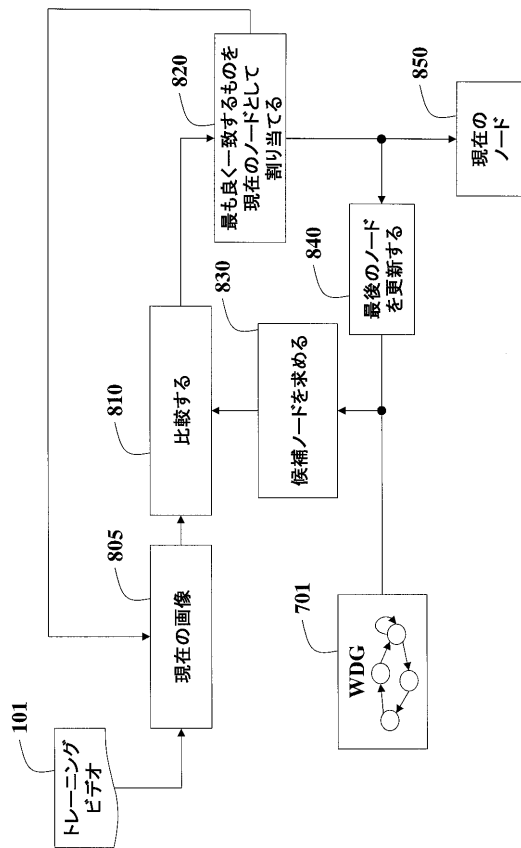 101
トレーニング
ビデオ
805
現在の画像
810
比較する
820
最も良く一致するものを
現在のノードとして
割り当てる
830
候補ノードを求める
840
最後のノード
を更新する
850
現在の
ノード
701
WDG